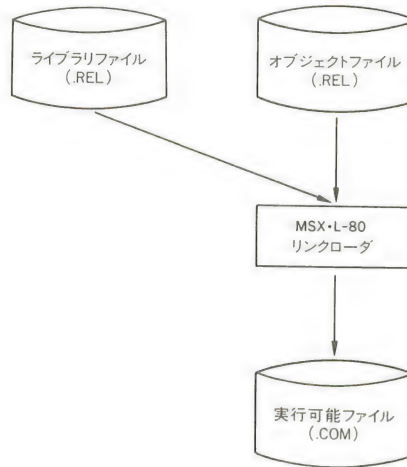 ライブラリファイル
(.REL)
オブジェクトファイル
(.REL)
MSX・L-80
リンクローダ
実行可能ファイル
(.COM)